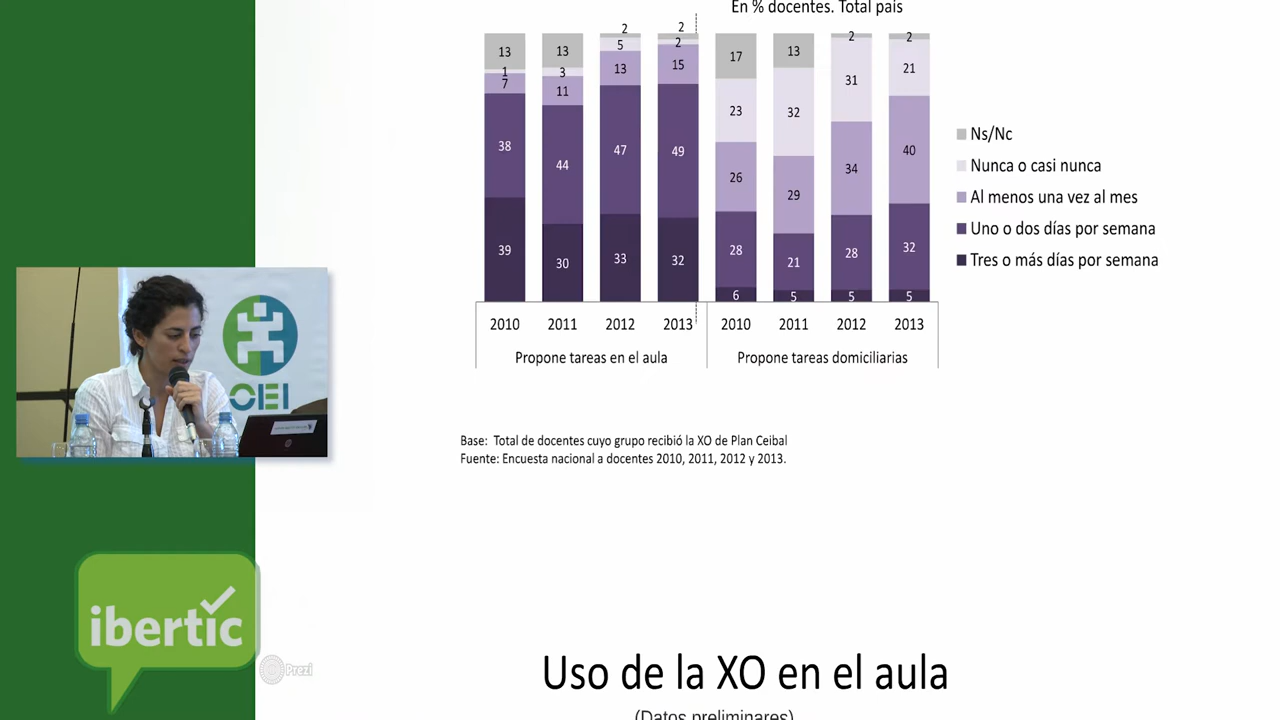 En % docentes. Total país
13 13 2 2 17 13 2 2
1 3 5 2 23 32 31 21
7 11 13 15 26 29 34 40
38 44 47 49 28 21 28 32
39 30 33 32 6 5 5 5
2010 2011 2012 2013 2010 2011 2012 2013
Propone tareas en el aula Propone tareas domiciliarias
Ns/Nc
Nunca o casi nunca
Al menos una vez al mes
Uno o dos días por semana
Tres o más días por semana
OEI
Base: Total de docentes cuyo grupo recibió la XO de Plan Ceibal
Fuente: Encuesta nacional a docentes 2010, 2011, 2012 y 2013.
ibertic
Prezi
Uso de la XO en el aula
(Datos preliminares)